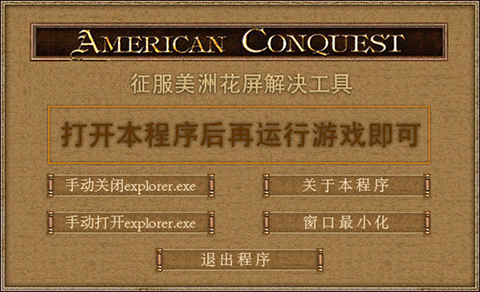 AMERICAN CONQUEST
征服美洲花屏解决工具
打开本程序后再运行游戏即可
手动关闭explorer.exe
关于本程序
手动打开explorer.exe
窗口最小化
退出程序